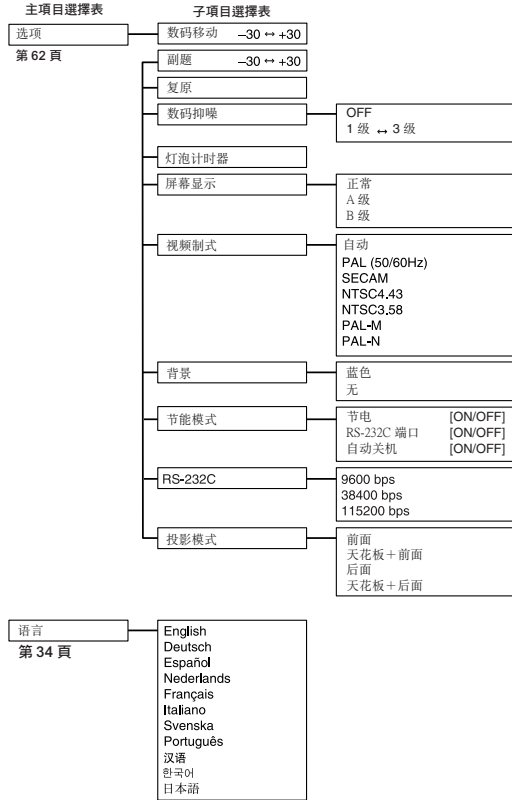 主項目選擇表
子項目選擇表
选项
第 62 頁
数码移动 –30 ↔ +30
副题 –30 ↔ +30
复原
数码抑噪
OFF
1 级 ↔ 3 级
灯泡计时器
屏幕显示
正常
A 级
B 级
视频制式
自动
PAL (50/60Hz)
SECAM
NTSC4.43
NTSC3.58
PAL-M
PAL-N
背景
蓝色
无
节能模式
节电 [ON/OFF]
RS-232C 端口 [ON/OFF]
自动关机 [ON/OFF]
RS-232C
9600 bps
38400 bps
115200 bps
投影模式
前面
天花板＋前面
后面
天花板＋后面
语言
第 34 頁
English
Deutsch
Español
Nederlands
Français
Italiano
Svenska
Português
汉语
한국어
日本語